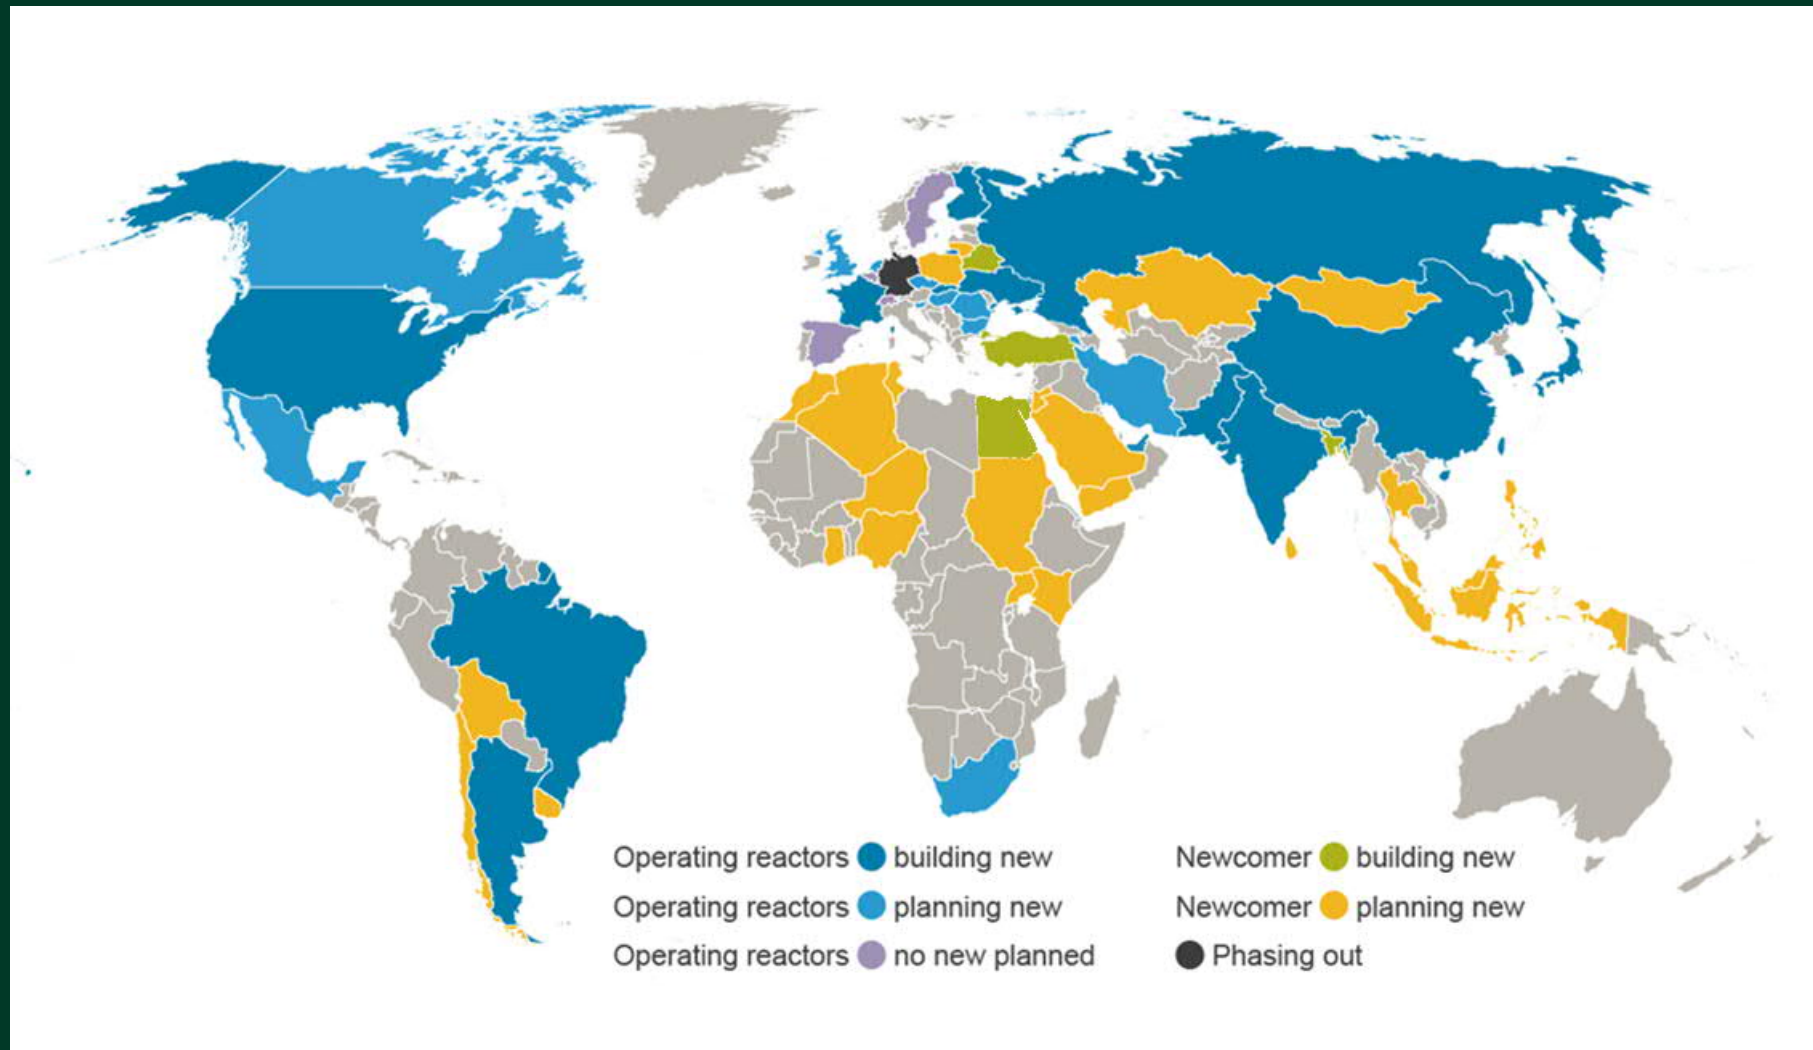 Operating reactors building new
Operating reactors planning new
Operating reactors no new planned
Newcomer building new
Newcomer planning new
Phasing out